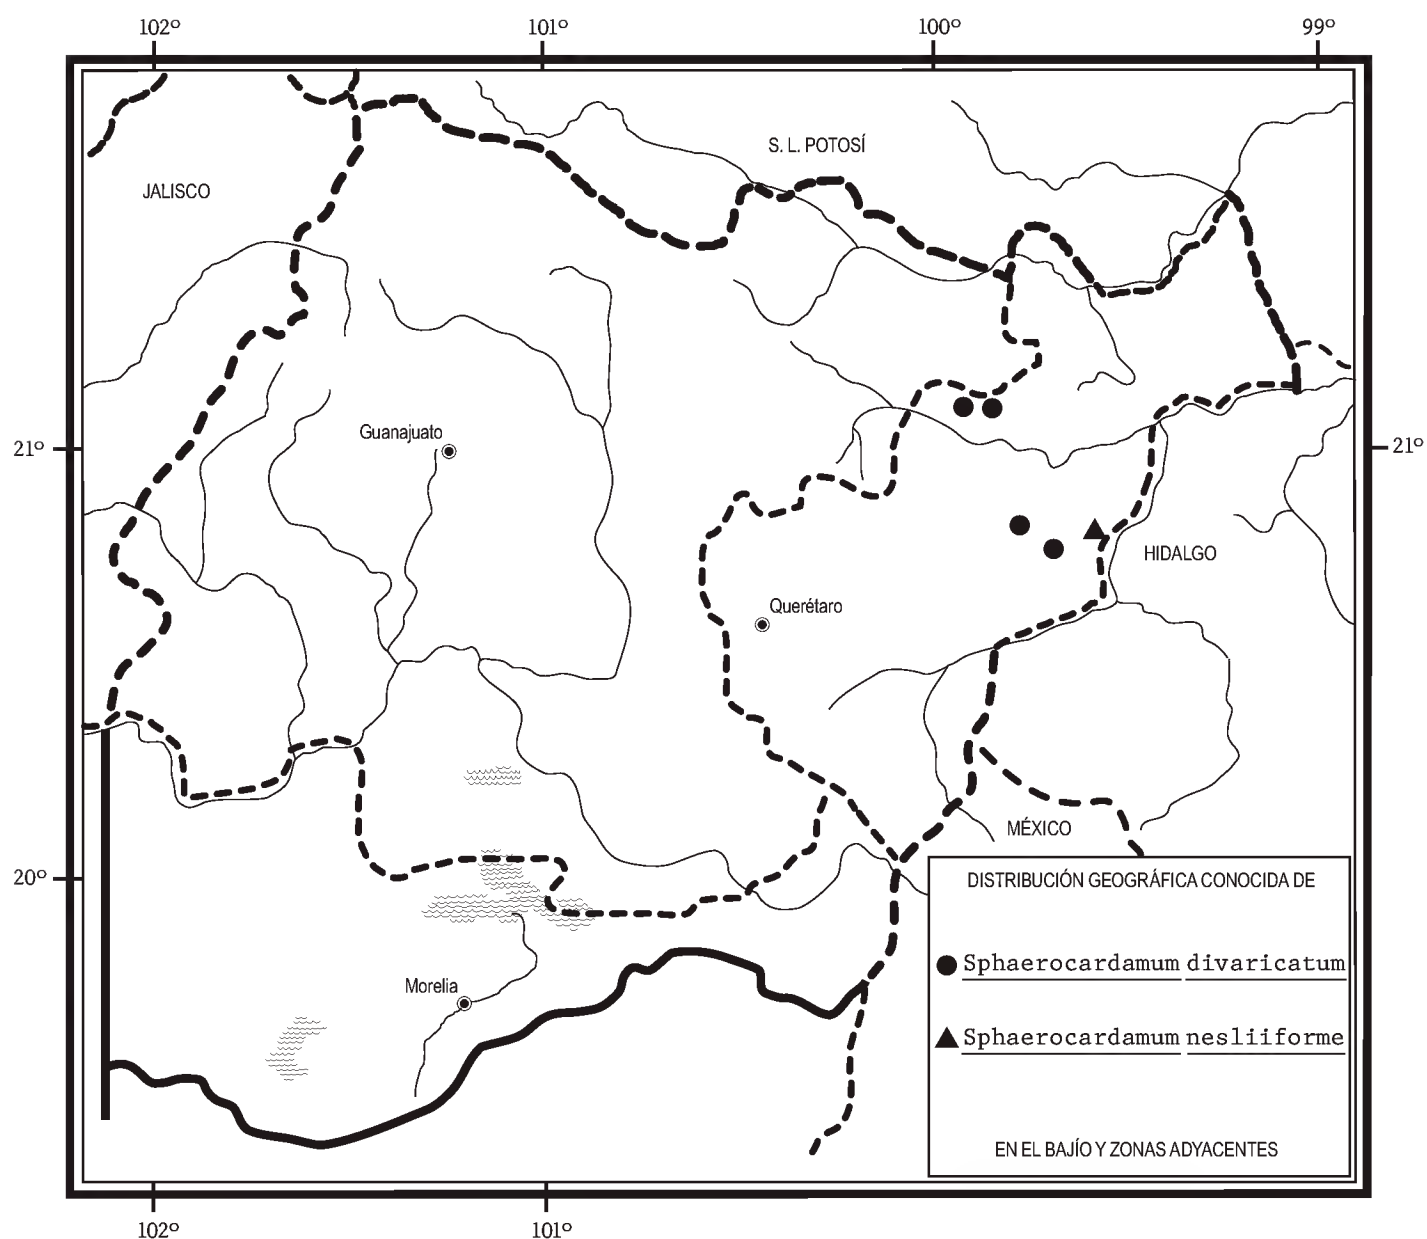 102º 101º 100º 99º
S. L. POTOSÍ
JALISCO
Guanajuato
21º 21º
HIDALGO
Querétaro
MÉXICO
20º
DISTRIBUCIÓN GEOGRÁFICA CONOCIDA DE
Sphaerocardamum divaricatum
Morelia
Sphaerocardamum nesliiforme
EN EL BAJÍO Y ZONAS ADYACENTES
102º 101º